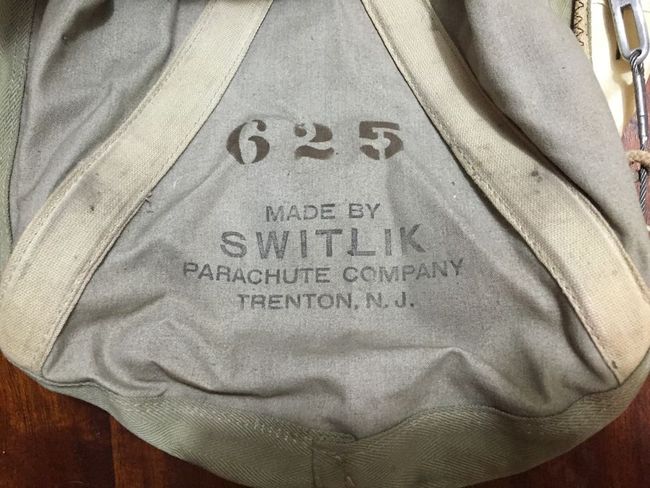 625
MADE BY
SWITLIK
PARACHUTE COMPANY
TRENTON, N. J.